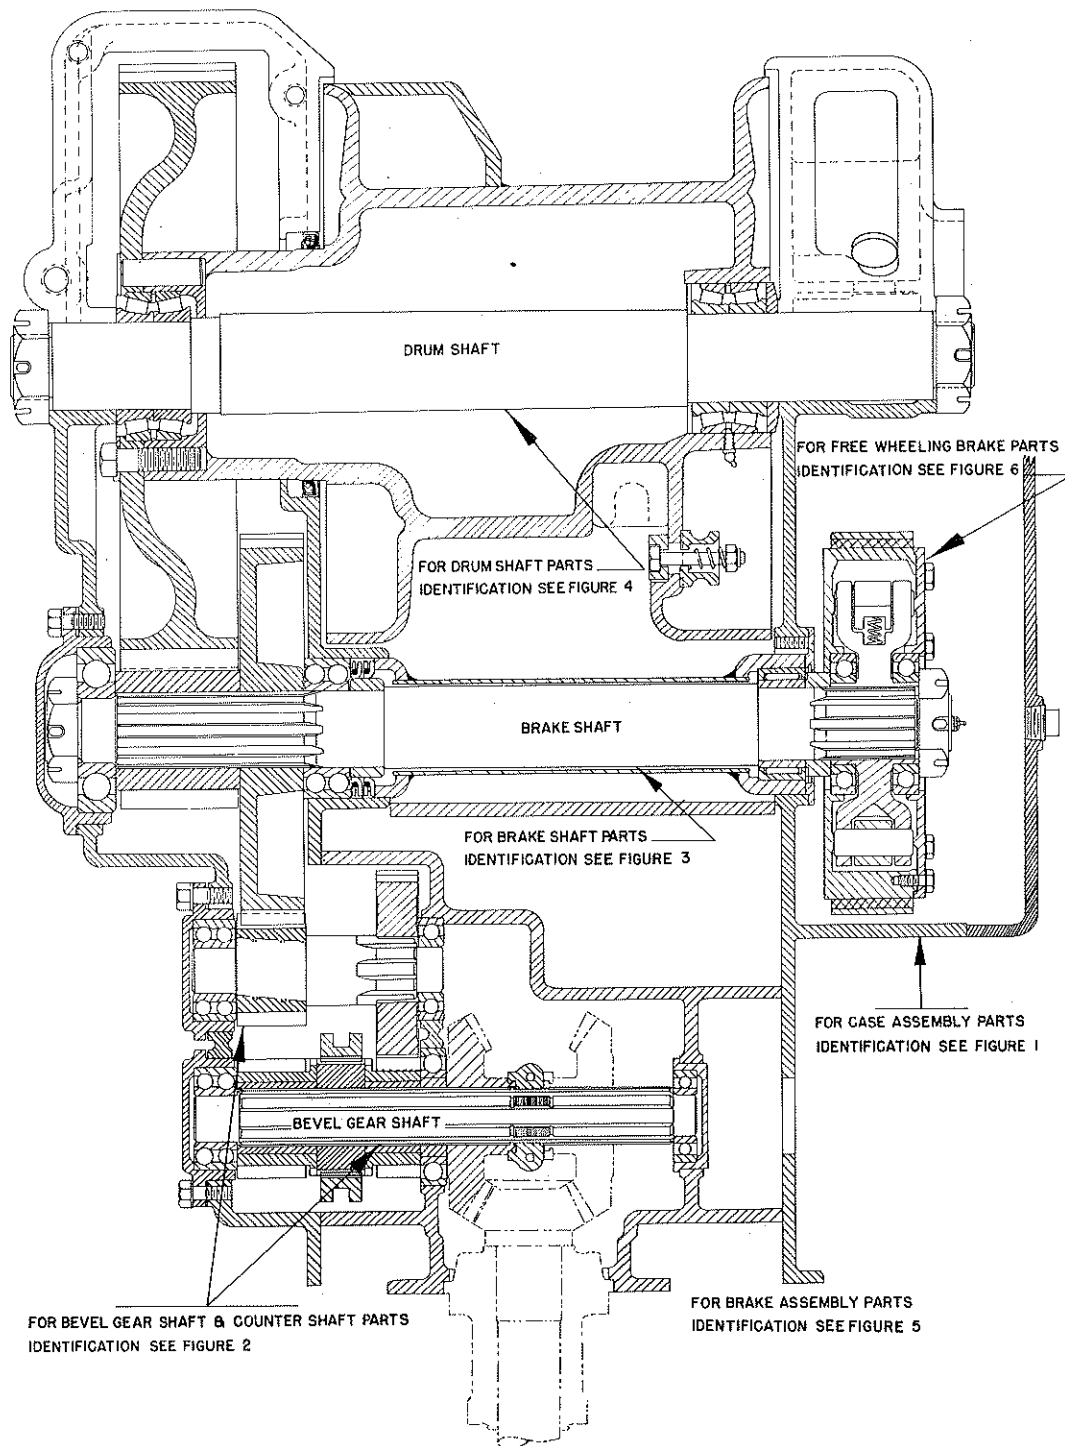 DRUM SHAFT
FOR FREE WHEELING BRAKE PARTS
IDENTIFICATION SEE FIGURE 6
FOR DRUM SHAFT PARTS
IDENTIFICATION SEE FIGURE 4
BRAKE SHAFT
FOR BRAKE SHAFT PARTS
IDENTIFICATION SEE FIGURE 3
FOR CASE ASSEMBLY PARTS
IDENTIFICATION SEE FIGURE 1
BEVEL GEAR SHAFT
FOR BRAKE ASSEMBLY PARTS
IDENTIFICATION SEE FIGURE 5
FOR BEVEL GEAR SHAFT & COUNTER SHAFT PARTS
IDENTIFICATION SEE FIGURE 2